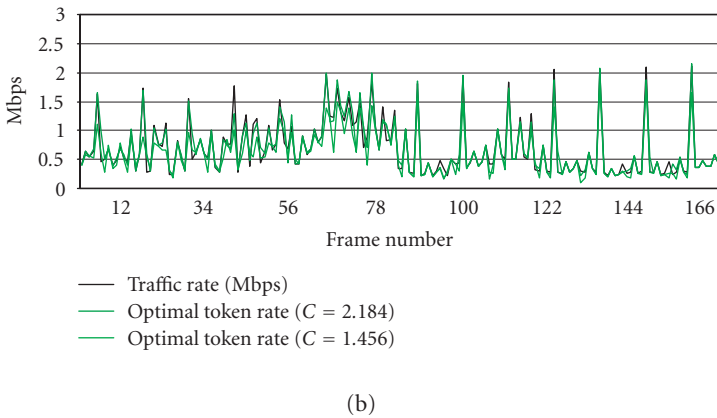 3
2.5
2
1.5
1
0.5
0
Mbps
12 34 56 78 100 122 144 166
Frame number
Traffic rate (Mbps)
Optimal token rate (C = 2.184)
Optimal token rate (C = 1.456)
(b)